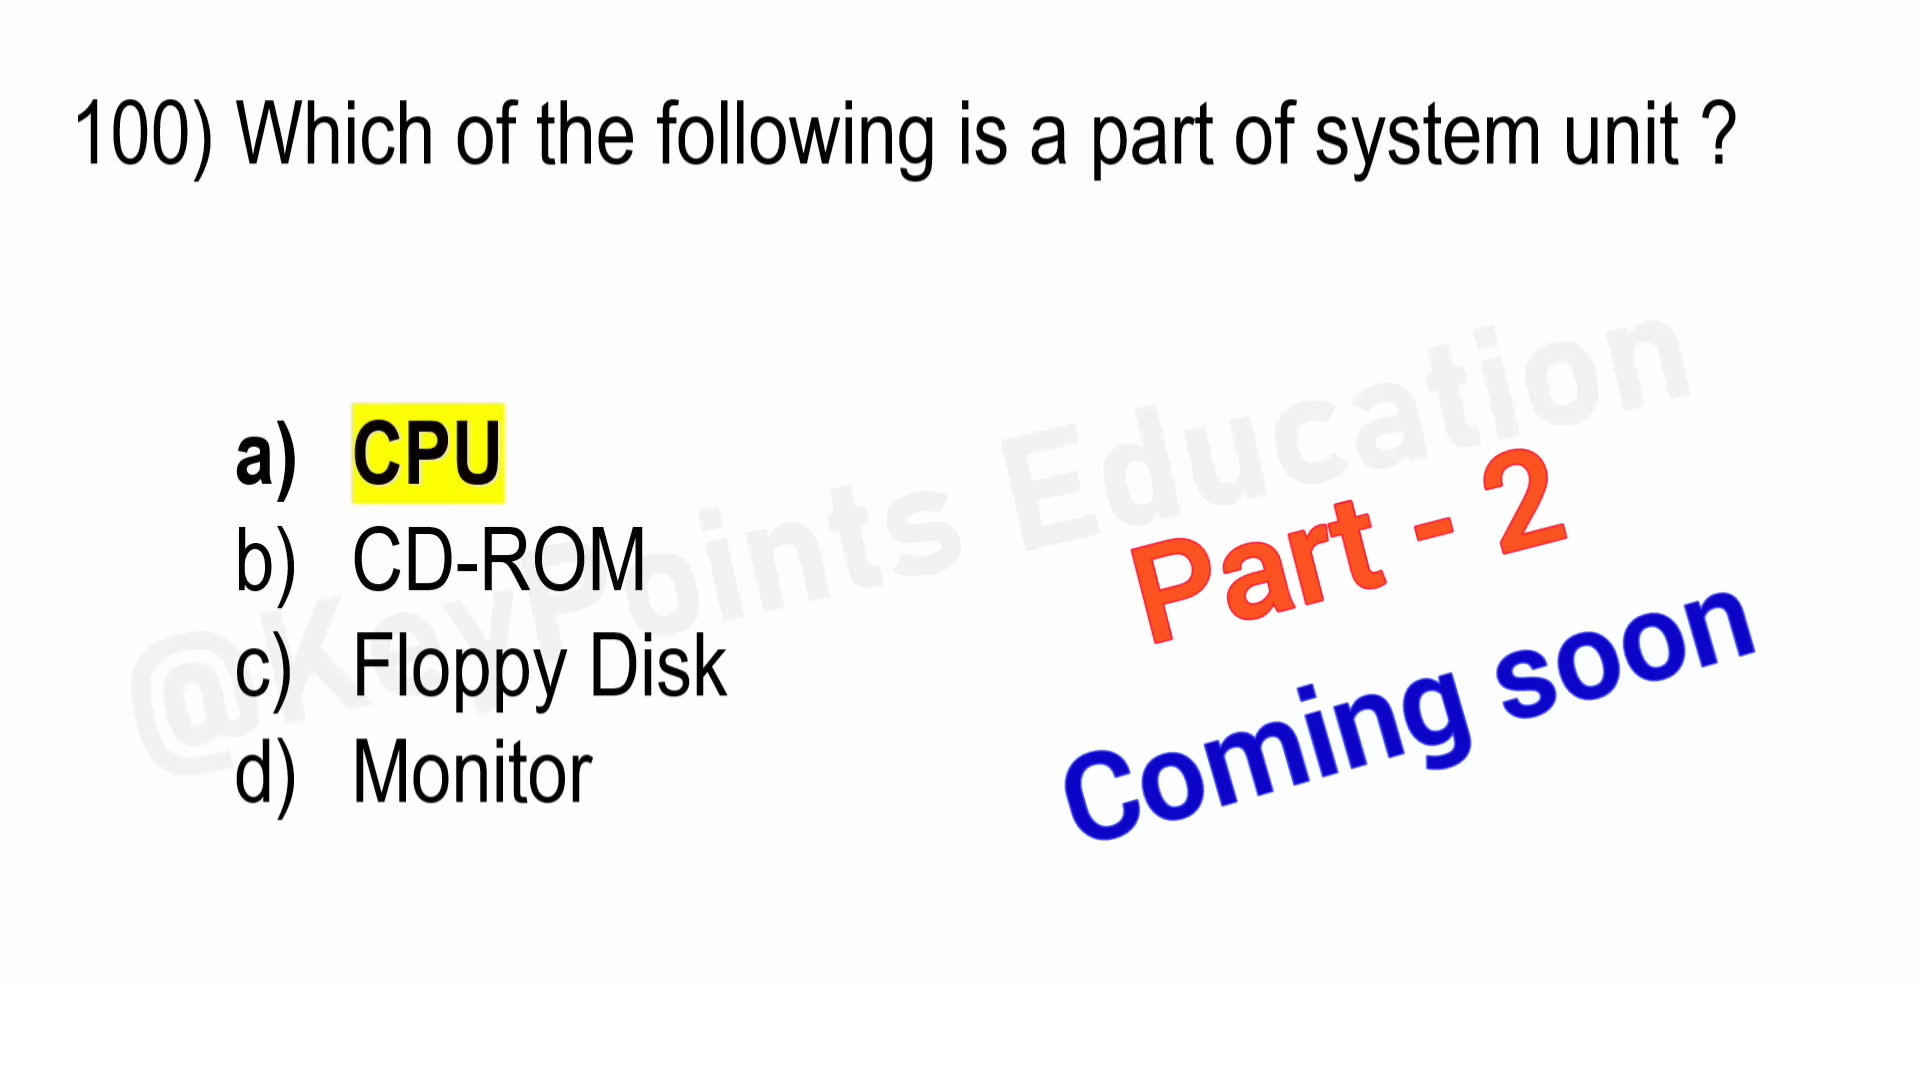 100) Which of the following is a part of system unit ?
a) CPU
b) CD-ROM
c) Floppy Disk
d) Monitor
@KeyPoints Education
Part - 2
Coming soon